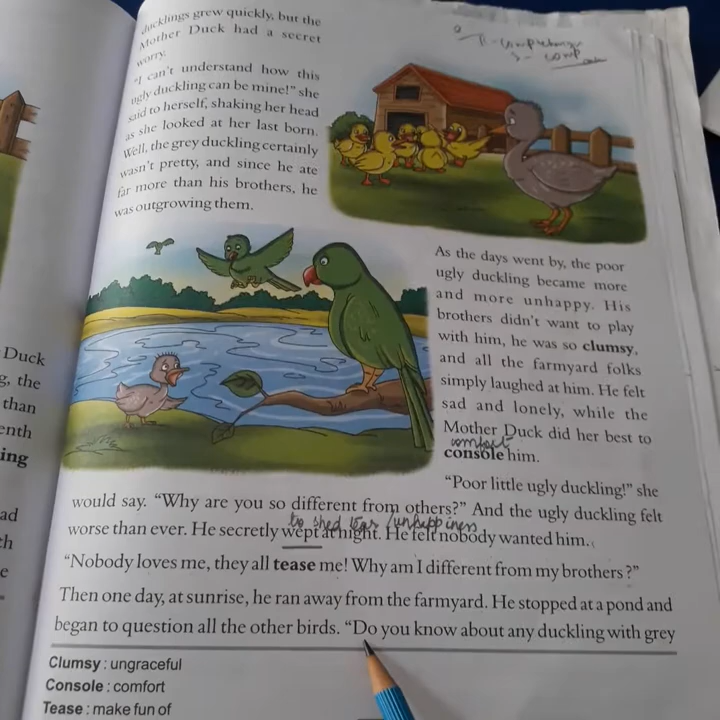 ducklings grew quickly, but the
Mother Duck had a secret
worry.
"I can't understand how this
ugly duckling can be mine!" she
said to herself, shaking her head
as she looked at her last born.
Well, the grey duckling certainly
wasn't pretty, and since he ate
far more than his brothers, he
was outgrowing them.
As the days went by, the poor
ugly duckling became more
and more unhappy. His
brothers didn't want to play
with him, he was so clumsy,
and all the farmyard folks
simply laughed at him. He felt
sad and lonely, while the
Mother Duck did her best to
comfort
console him.
"Poor little ugly duckling!" she
would say. "Why are you so different from others?" And the ugly duckling felt
to shed tears/unhappiness
worse than ever. He secretly wept at night. He felt nobody wanted him.
"Nobody loves me, they all tease me! Why am I different from my brothers?"
Then one day, at sunrise, he ran away from the farmyard. He stopped at a pond and
began to question all the other birds. "Do you know about any duckling with grey
Clumsy : ungraceful
Console : comfort
Tease : make fun of
Duck
g, the
than
enth
ing
ad
th
e